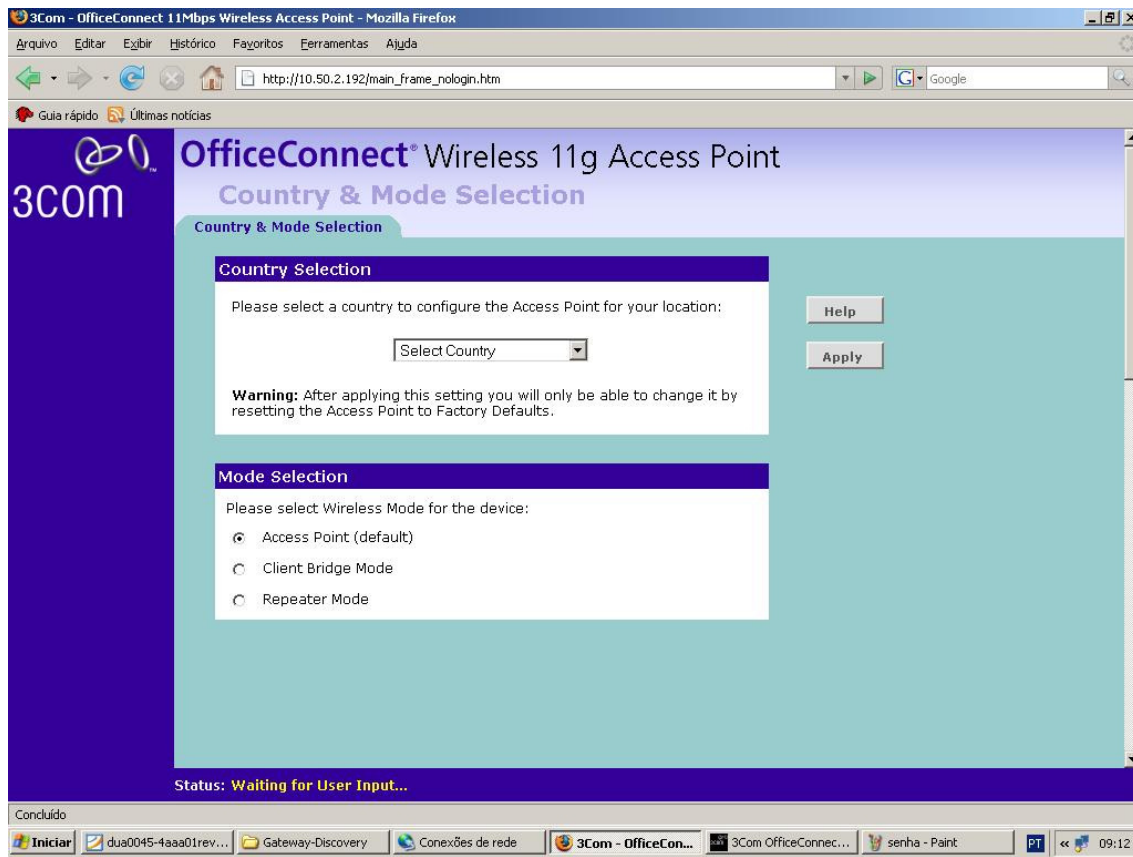 3Com - OfficeConnect 11Mbps Wireless Access Point - Mozilla Firefox
Arquivo Editar Exibir Histórico Favoritos Ferramentas Ajuda
http://10.50.2.192/main_frame_nologin.htm
G Google
Guia rápido Últimas notícias
3COM
OfficeConnect® Wireless 11g Access Point
Country & Mode Selection
Country & Mode Selection
Country Selection
Please select a country to configure the Access Point for your location:
Select Country
Warning: After applying this setting you will only be able to change it by
resetting the Access Point to Factory Defaults.
Help
Apply
Mode Selection
Please select Wireless Mode for the device:
Access Point (default)
Client Bridge Mode
Repeater Mode
Status: Waiting for User Input...
Concluído
Iniciar dua0045-4aaa01rev... Gateway-Discovery Conexões de rede 3Com - OfficeCon... 3Com OfficeConnec... senha - Paint PT « 09:12